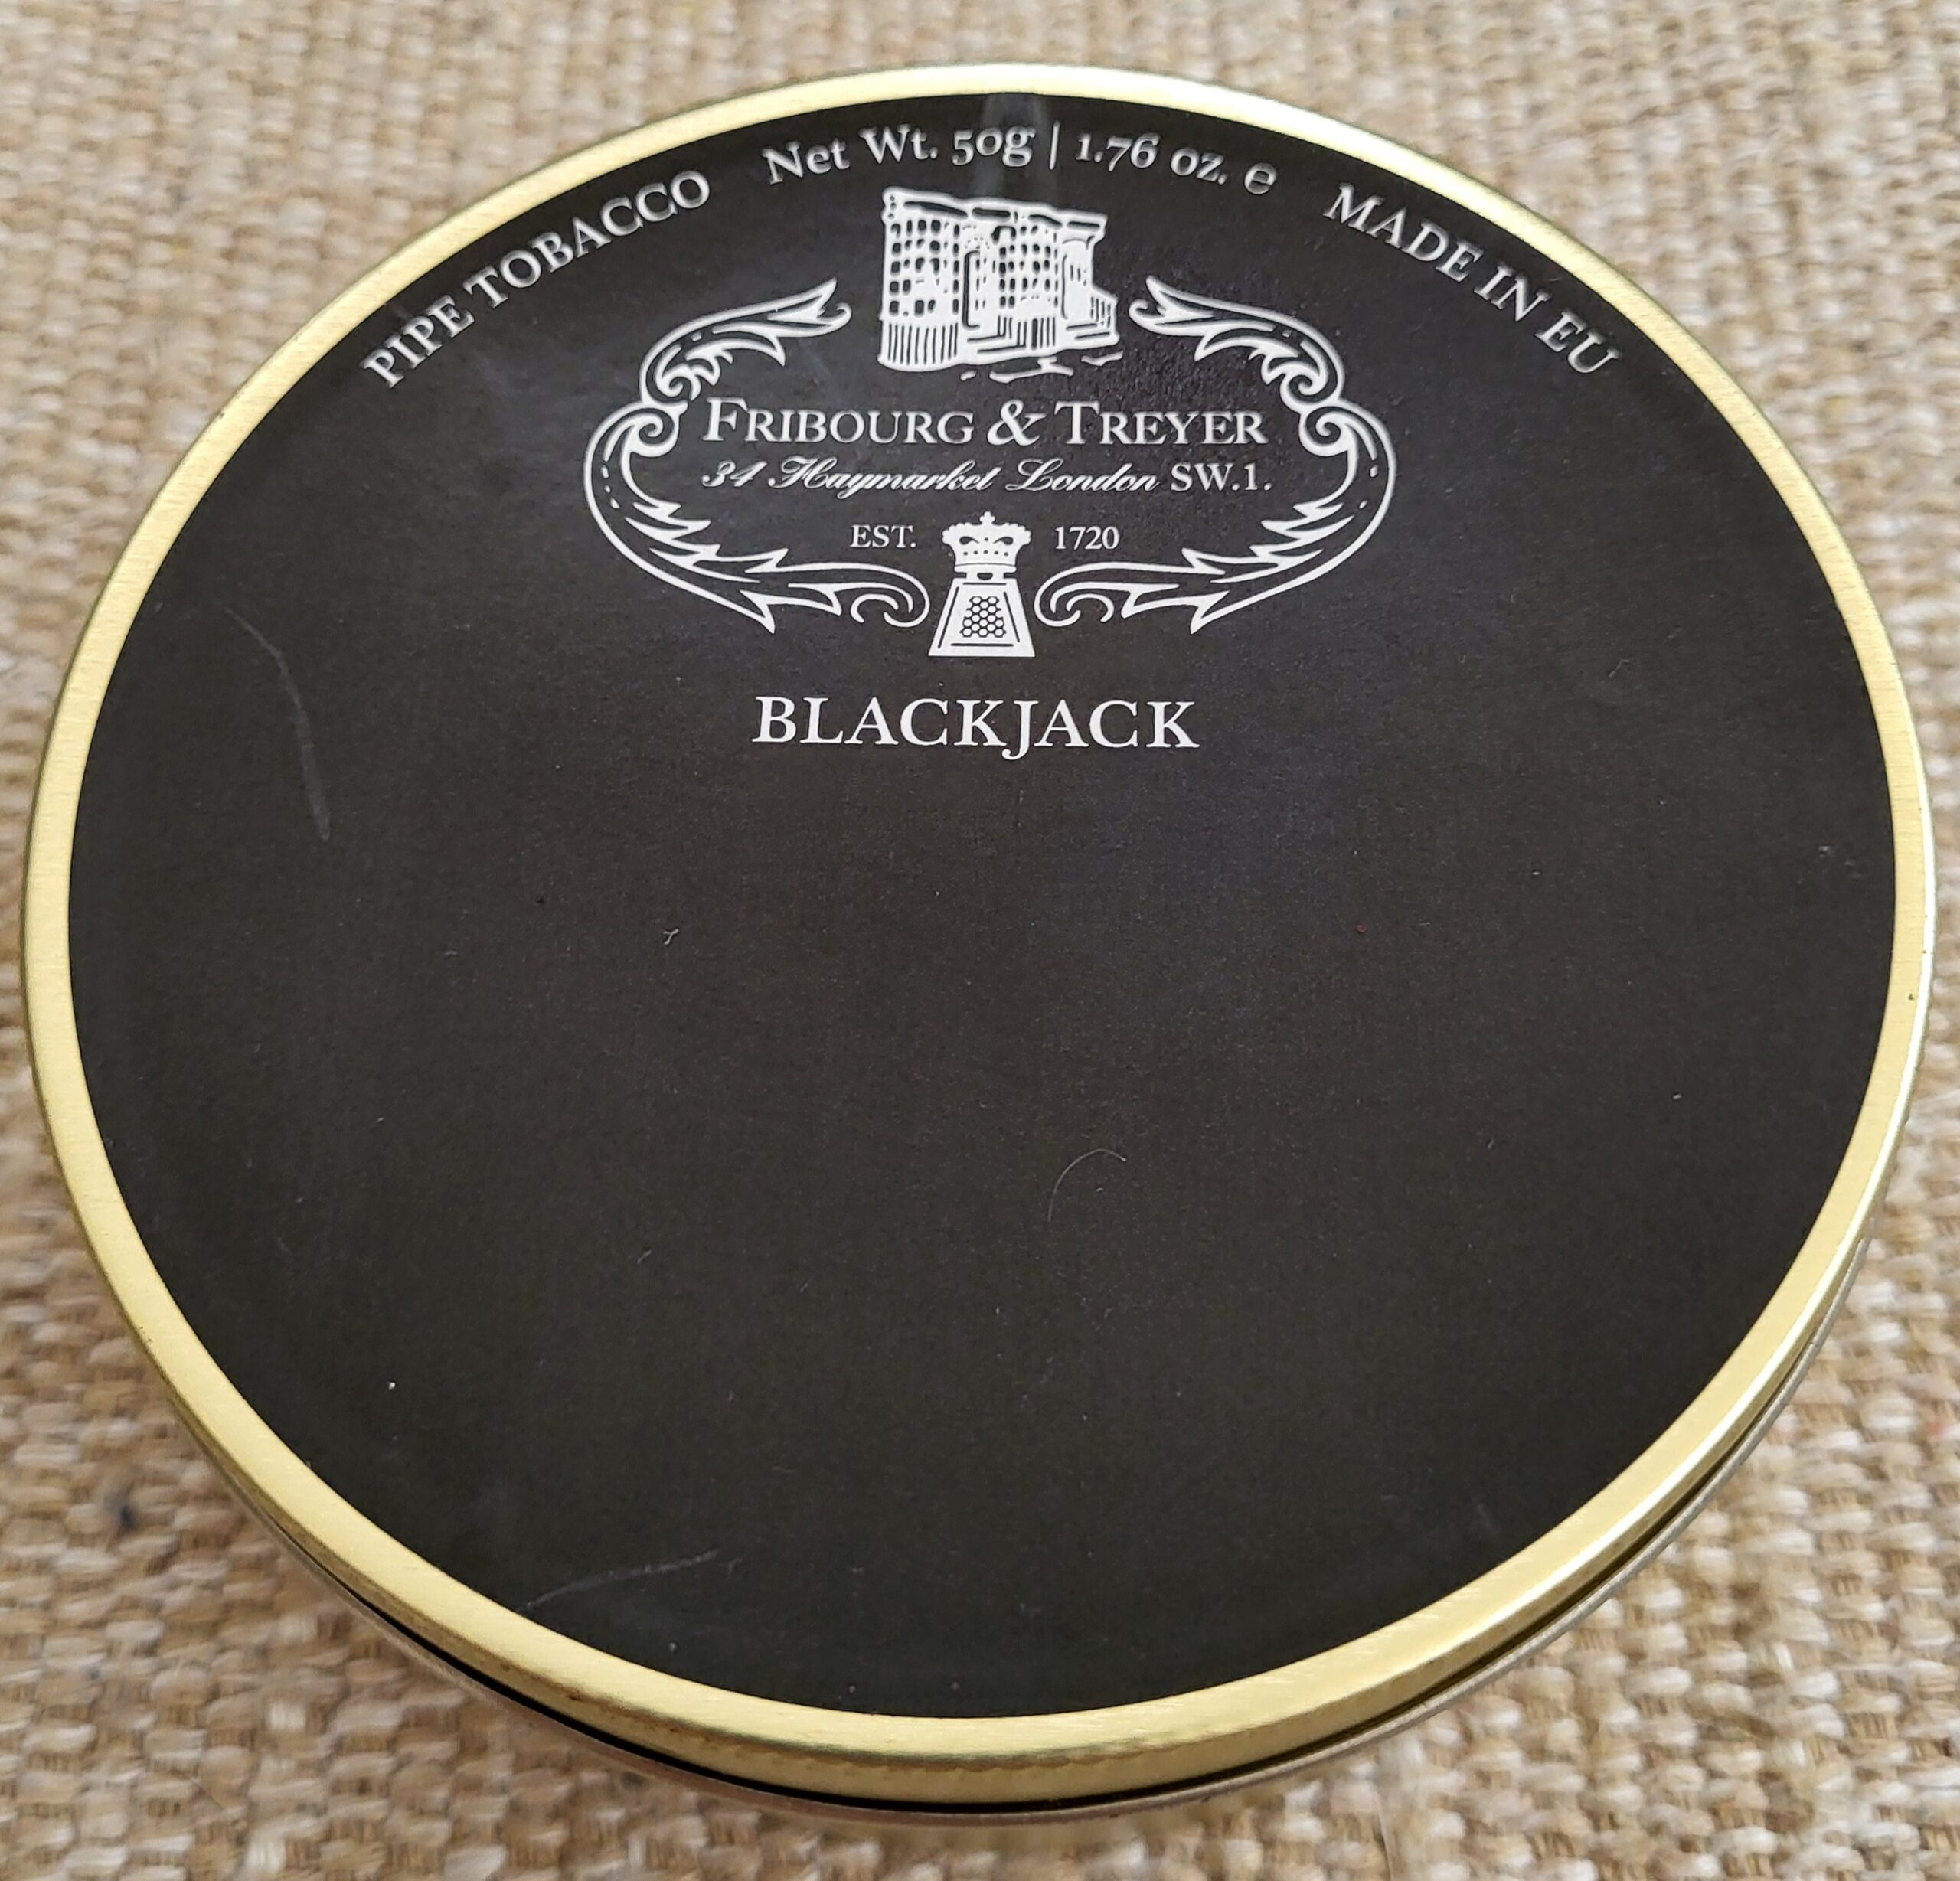 PIPE TOBACCO Net Wt. 50g | 1.76 oz. ℮ MADE IN EU
FRIBOURG & TREYER
34 Haymarket London SW.1.
EST. 1720
BLACKJACK